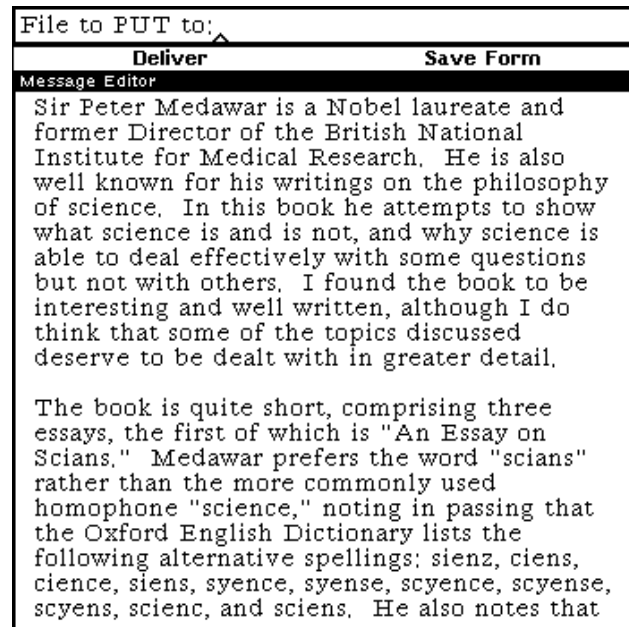 File to PUT to:
Deliver Save Form
Message Editor
Sir Peter Medawar is a Nobel laureate and
former Director of the British National
Institute for Medical Research. He is also
well known for his writings on the philosophy
of science. In this book he attempts to show
what science is and is not, and why science is
able to deal effectively with some questions
but not with others. I found the book to be
interesting and well written, although I do
think that some of the topics discussed
deserve to be dealt with in greater detail.

The book is quite short, comprising three
essays, the first of which is "An Essay on
Scians." Medawar prefers the word "scians"
rather than the more commonly used
homophone "science," noting in passing that
the Oxford English Dictionary lists the
following alternative spellings: sienz, ciens,
cience, siens, syence, syense, scyence, scyense,
scyens, scienc, and sciens. He also notes that